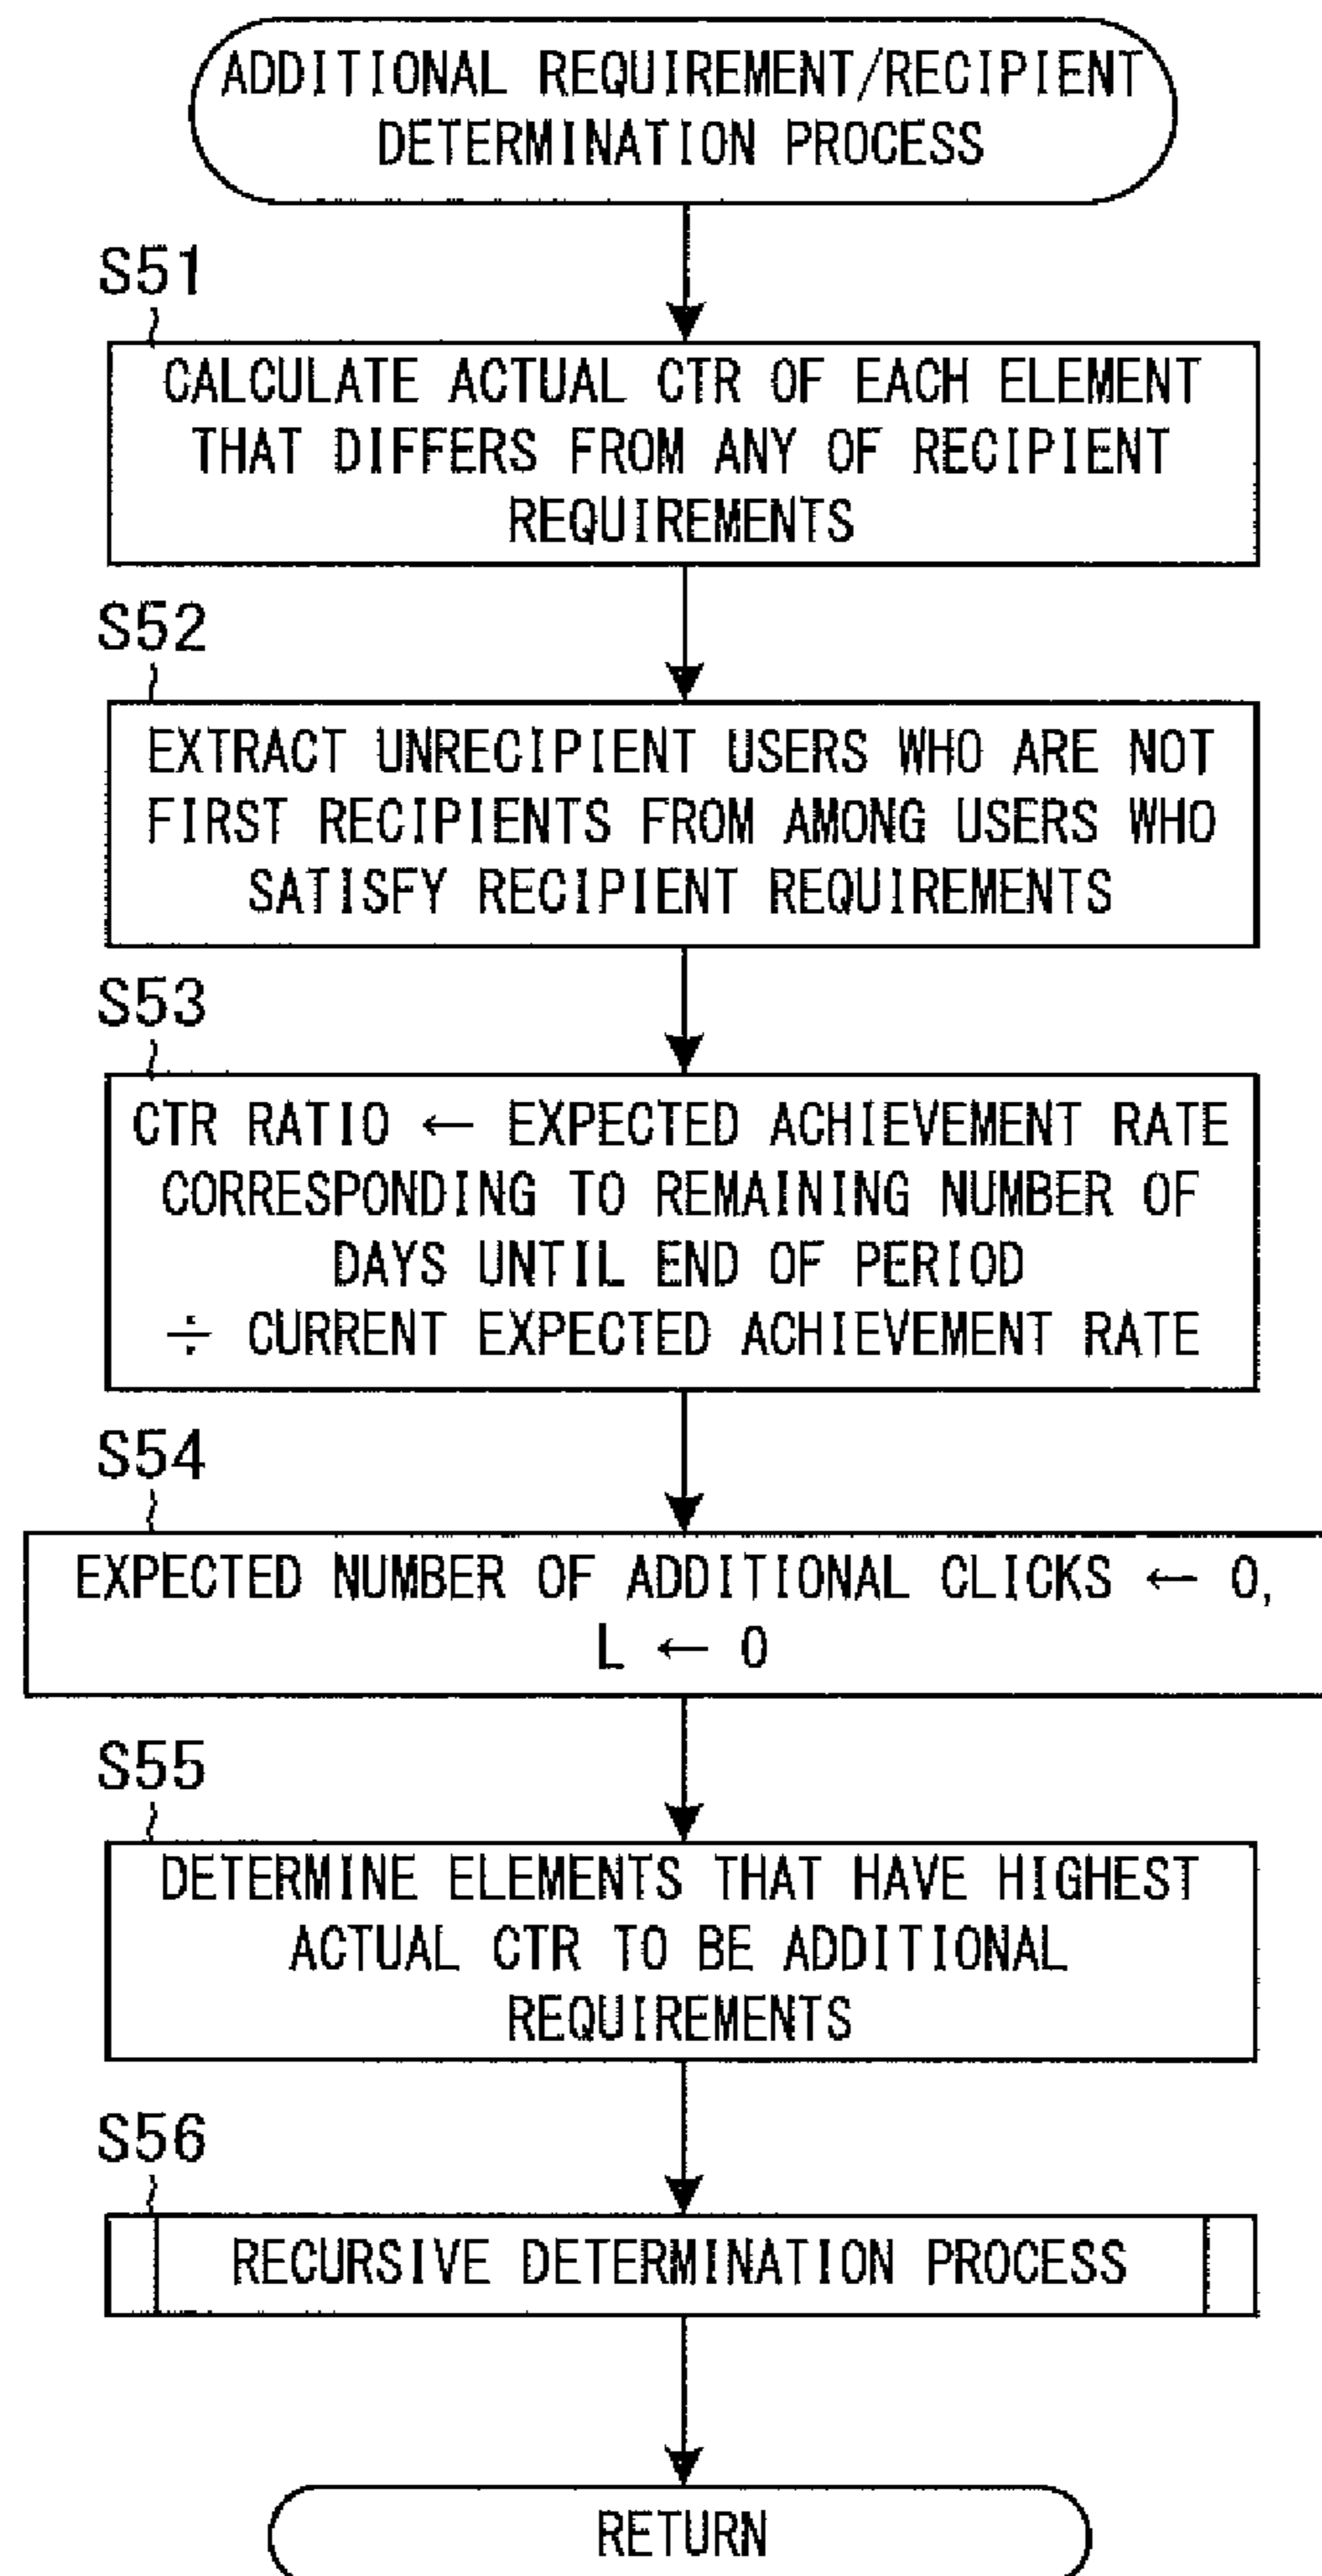 ADDITIONAL REQUIREMENT/RECIPIENT
DETERMINATION PROCESS
S51
CALCULATE ACTUAL CTR OF EACH ELEMENT
THAT DIFFERS FROM ANY OF RECIPIENT
REQUIREMENTS
S52
EXTRACT UNRECIPIENT USERS WHO ARE NOT
FIRST RECIPIENTS FROM AMONG USERS WHO
SATISFY RECIPIENT REQUIREMENTS
S53
CTR RATIO ← EXPECTED ACHIEVEMENT RATE
CORRESPONDING TO REMAINING NUMBER OF
DAYS UNTIL END OF PERIOD
÷ CURRENT EXPECTED ACHIEVEMENT RATE
S54
EXPECTED NUMBER OF ADDITIONAL CLICKS ← 0,
L ← 0
S55
DETERMINE ELEMENTS THAT HAVE HIGHEST
ACTUAL CTR TO BE ADDITIONAL
REQUIREMENTS
S56
RECURSIVE DETERMINATION PROCESS
RETURN